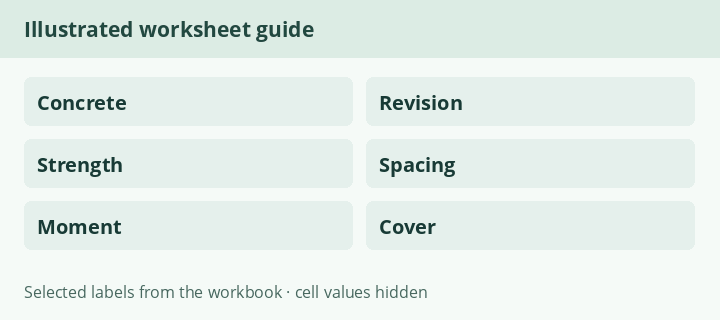 Illustrated worksheet guide
Concrete
Revision
Strength
Spacing
Moment
Cover
Selected labels from the workbook · cell values hidden